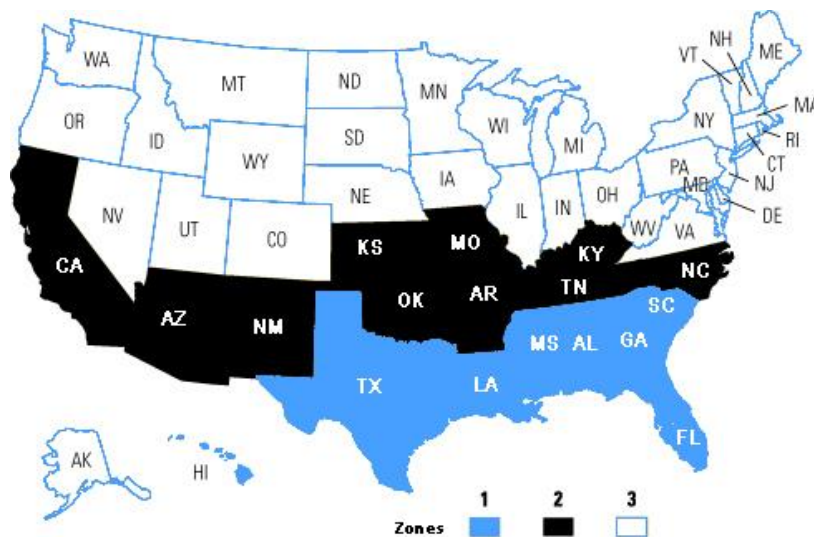 WA
MT
ND
MN
VT
NH
ME
OR
ID
WY
SD
WI
MI
NY
MA
RI
CT
NV
UT
CO
NE
IA
IL
IN
OH
PA
NJ
MD
DE
WV
VA
CA
AZ
NM
KS
MO
OK
AR
KY
TN
NC
SC
TX
LA
MS
AL
GA
FL
AK
HI
Zones
1
2
3